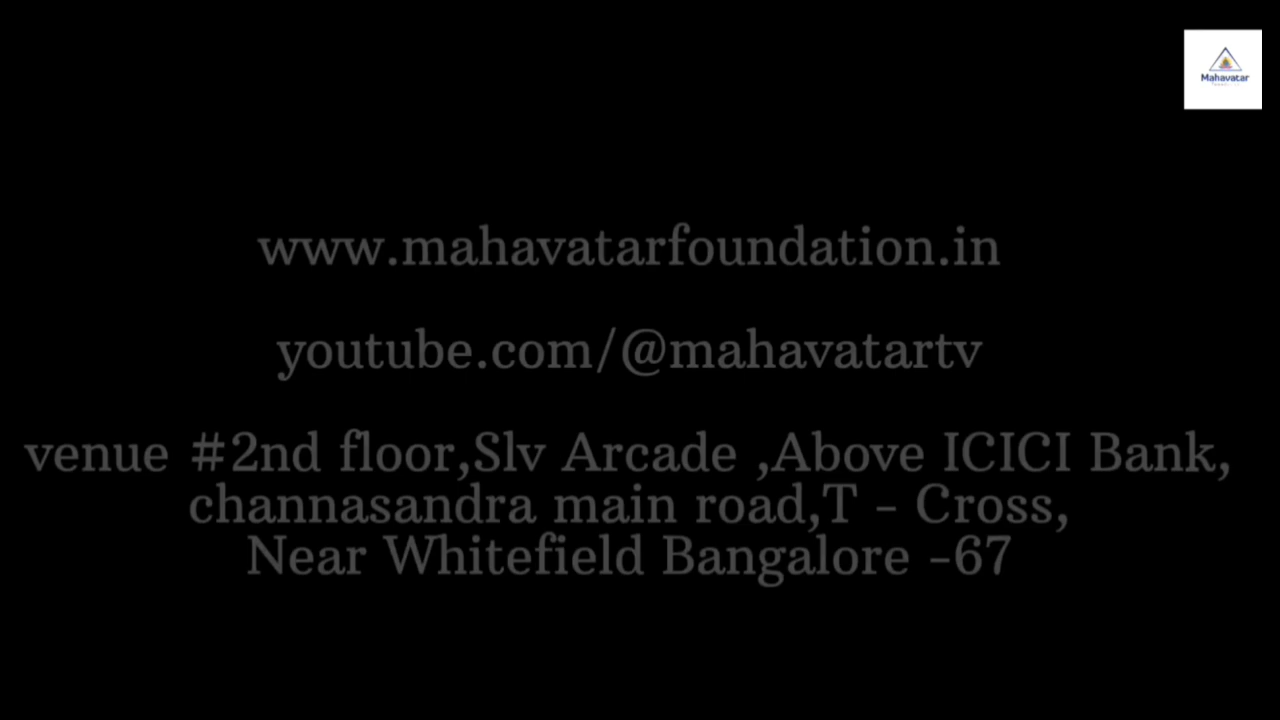 Mahavatar
www.mahavatarfoundation.in
youtube.com/@mahavatartv
venue #2nd floor,Slv Arcade ,Above ICICI Bank,
channasandra main road,T - Cross,
Near Whitefield Bangalore -67